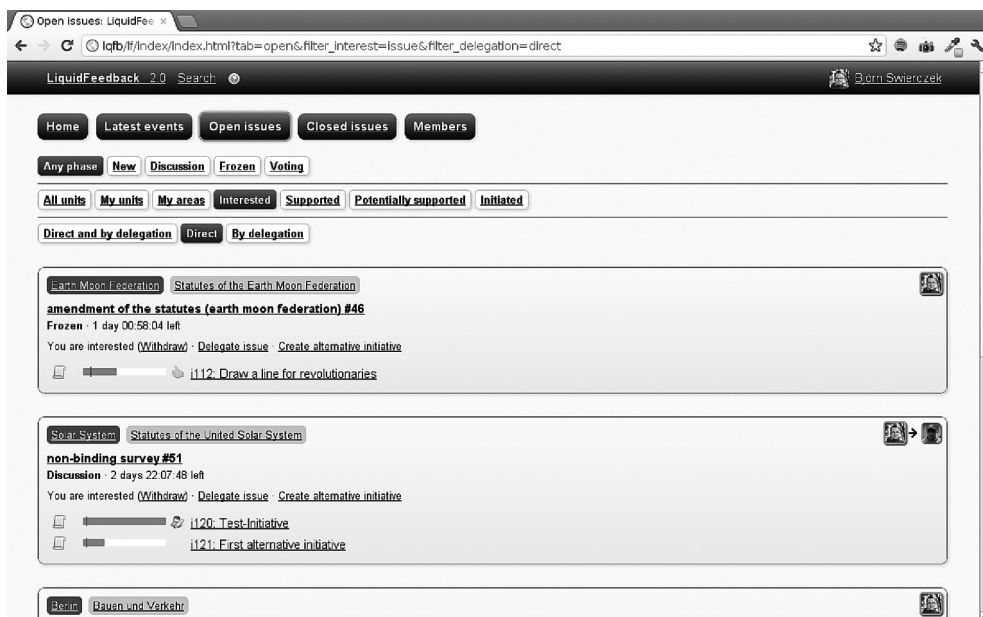 Open issues: LiquidFee ×
lqfb/lf/index/index.html?tab=open&filter_interest=issue&filter_delegation=direct
LiquidFeedback 2.0 Search Björn Swierczek
Home Latest events Open issues Closed issues Members
Any phase New Discussion Frozen Voting
All units My units My areas Interested Supported Potentially supported Initiated
Direct and by delegation Direct By delegation
Earth Moon Federation Statutes of the Earth Moon Federation
amendment of the statutes (earth moon federation) #46
Frozen · 1 day 00:58:04 left
You are interested (Withdraw) · Delegate issue · Create alternative initiative
i112: Draw a line for revolutionaries
Solar System Statutes of the United Solar System
non-binding survey #51
Discussion · 2 days 22:07:48 left
You are interested (Withdraw) · Delegate issue · Create alternative initiative
i120: Test-Initiative
i121: First alternative initiative
Berlin Bauen und Verkehr